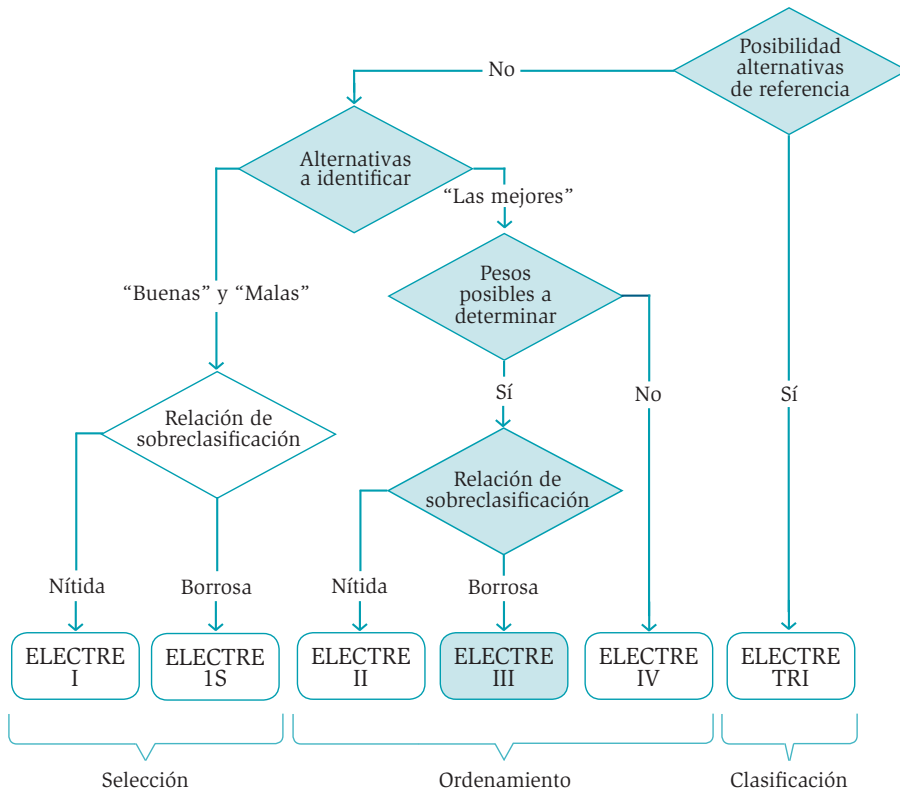 Posibilidad
alternativas
de referencia
No
Alternativas
a identificar
“Las mejores”
Pesos
posibles a
determinar
“Buenas” y “Malas”
Sí
No
Sí
Relación de
sobreclasificación
Relación de
sobreclasificación
Nítida
Borrosa
Nítida
Borrosa
ELECTRE
I
ELECTRE
1S
ELECTRE
II
ELECTRE
III
ELECTRE
IV
ELECTRE
TRI
Selección
Ordenamiento
Clasificación